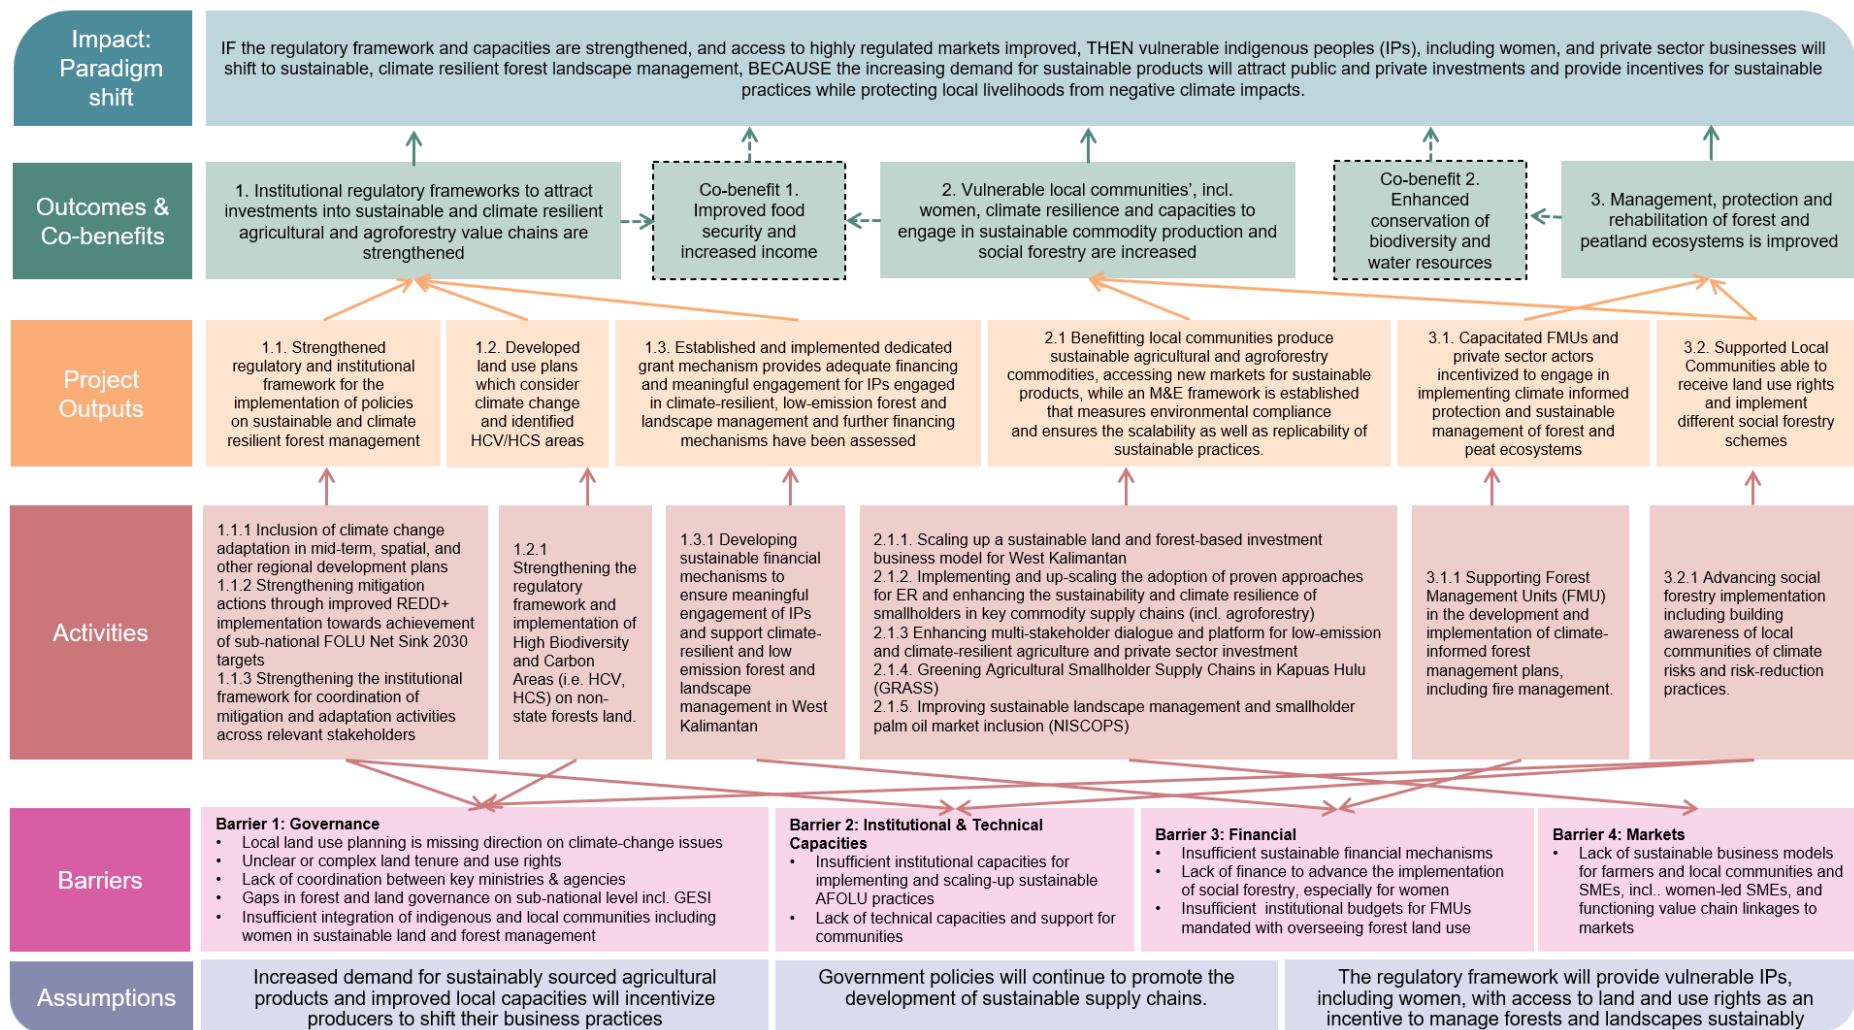 Impact:
Paradigm
shift
IF the regulatory framework and capacities are strengthened, and access to highly regulated markets improved, THEN vulnerable indigenous peoples (IPs), including women, and private sector businesses will
shift to sustainable, climate resilient forest landscape management, BECAUSE the increasing demand for sustainable products will attract public and private investments and provide incentives for sustainable
practices while protecting local livelihoods from negative climate impacts.
Outcomes &
Co-benefits
1. Institutional regulatory frameworks to attract
investments into sustainable and climate resilient
agricultural and agroforestry value chains are
strengthened
Co-benefit 1.
Improved food
security and
increased income
2. Vulnerable local communities’, incl.
women, climate resilience and capacities to
engage in sustainable commodity production and
social forestry are increased
Co-benefit 2.
Enhanced
conservation of
biodiversity and
water resources
3. Management, protection and
rehabilitation of forest and
peatland ecosystems is improved
Project
Outputs
1.1. Strengthened
regulatory and institutional
framework for the
implementation of policies
on sustainable and climate
resilient forest management
1.2. Developed
land use plans
which consider
climate change
and identified
HCV/HCS areas
1.3. Established and implemented dedicated
grant mechanism provides adequate financing
and meaningful engagement for IPs engaged
in climate-resilient, low-emission forest and
landscape management and further financing
mechanisms have been assessed
2.1 Benefitting local communities produce
sustainable agricultural and agroforestry
commodities, accessing new markets for sustainable
products, while an M&E framework is established
that measures environmental compliance
and ensures the scalability as well as replicability of
sustainable practices.
3.1. Capacitated FMUs and
private sector actors
incentivized to engage in
implementing climate informed
protection and sustainable
management of forest and
peat ecosystems
3.2. Supported Local
Communities able to
receive land use rights
and implement
different social forestry
schemes
Activities
1.1.1 Inclusion of climate change
adaptation in mid-term, spatial, and
other regional development plans
1.1.2 Strengthening mitigation
actions through improved REDD+
implementation towards achievement
of sub-national FOLU Net Sink 2030
targets
1.1.3 Strengthening the institutional
framework for coordination of
mitigation and adaptation activities
across relevant stakeholders
1.2.1
Strengthening the
regulatory
framework and
implementation of
High Biodiversity
and Carbon
Areas (i.e. HCV,
HCS) on non-
state forests land.
1.3.1 Developing
sustainable financial
mechanisms to
ensure meaningful
engagement of IPs
and support climate-
resilient and low
emission forest and
landscape
management in West
Kalimantan
2.1.1. Scaling up a sustainable land and forest-based investment
business model for West Kalimantan
2.1.2. Implementing and up-scaling the adoption of proven approaches
for ER and enhancing the sustainability and climate resilience of
smallholders in key commodity supply chains (incl. agroforestry)
2.1.3 Enhancing multi-stakeholder dialogue and platform for low-emission
and climate-resilient agriculture and private sector investment
2.1.4. Greening Agricultural Smallholder Supply Chains in Kapuas Hulu
(GRASS)
2.1.5. Improving sustainable landscape management and smallholder
palm oil market inclusion (NISCOPS)
3.1.1 Supporting Forest
Management Units (FMU)
in the development and
implementation of climate-
informed forest
management plans,
including fire management.
3.2.1 Advancing social
forestry implementation
including building
awareness of local
communities of climate
risks and risk-reduction
practices.
Barriers
Barrier 1: Governance
• Local land use planning is missing direction on climate-change issues
• Unclear or complex land tenure and use rights
• Lack of coordination between key ministries & agencies
• Gaps in forest and land governance on sub-national level incl. GESI
• Insufficient integration of indigenous and local communities including
women in sustainable land and forest management
Barrier 2: Institutional & Technical
Capacities
• Insufficient institutional capacities for
implementing and scaling-up sustainable
AFOLU practices
• Lack of technical capacities and support for
communities
Barrier 3: Financial
• Insufficient sustainable financial mechanisms
• Lack of finance to advance the implementation
of social forestry, especially for women
• Insufficient institutional budgets for FMUs
mandated with overseeing forest land use
Barrier 4: Markets
• Lack of sustainable business models
for farmers and local communities and
SMEs, incl.. women-led SMEs, and
functioning value chain linkages to
markets
Assumptions
Increased demand for sustainably sourced agricultural
products and improved local capacities will incentivize
producers to shift their business practices
Government policies will continue to promote the
development of sustainable supply chains.
The regulatory framework will provide vulnerable IPs,
including women, with access to land and use rights as an
incentive to manage forests and landscapes sustainably